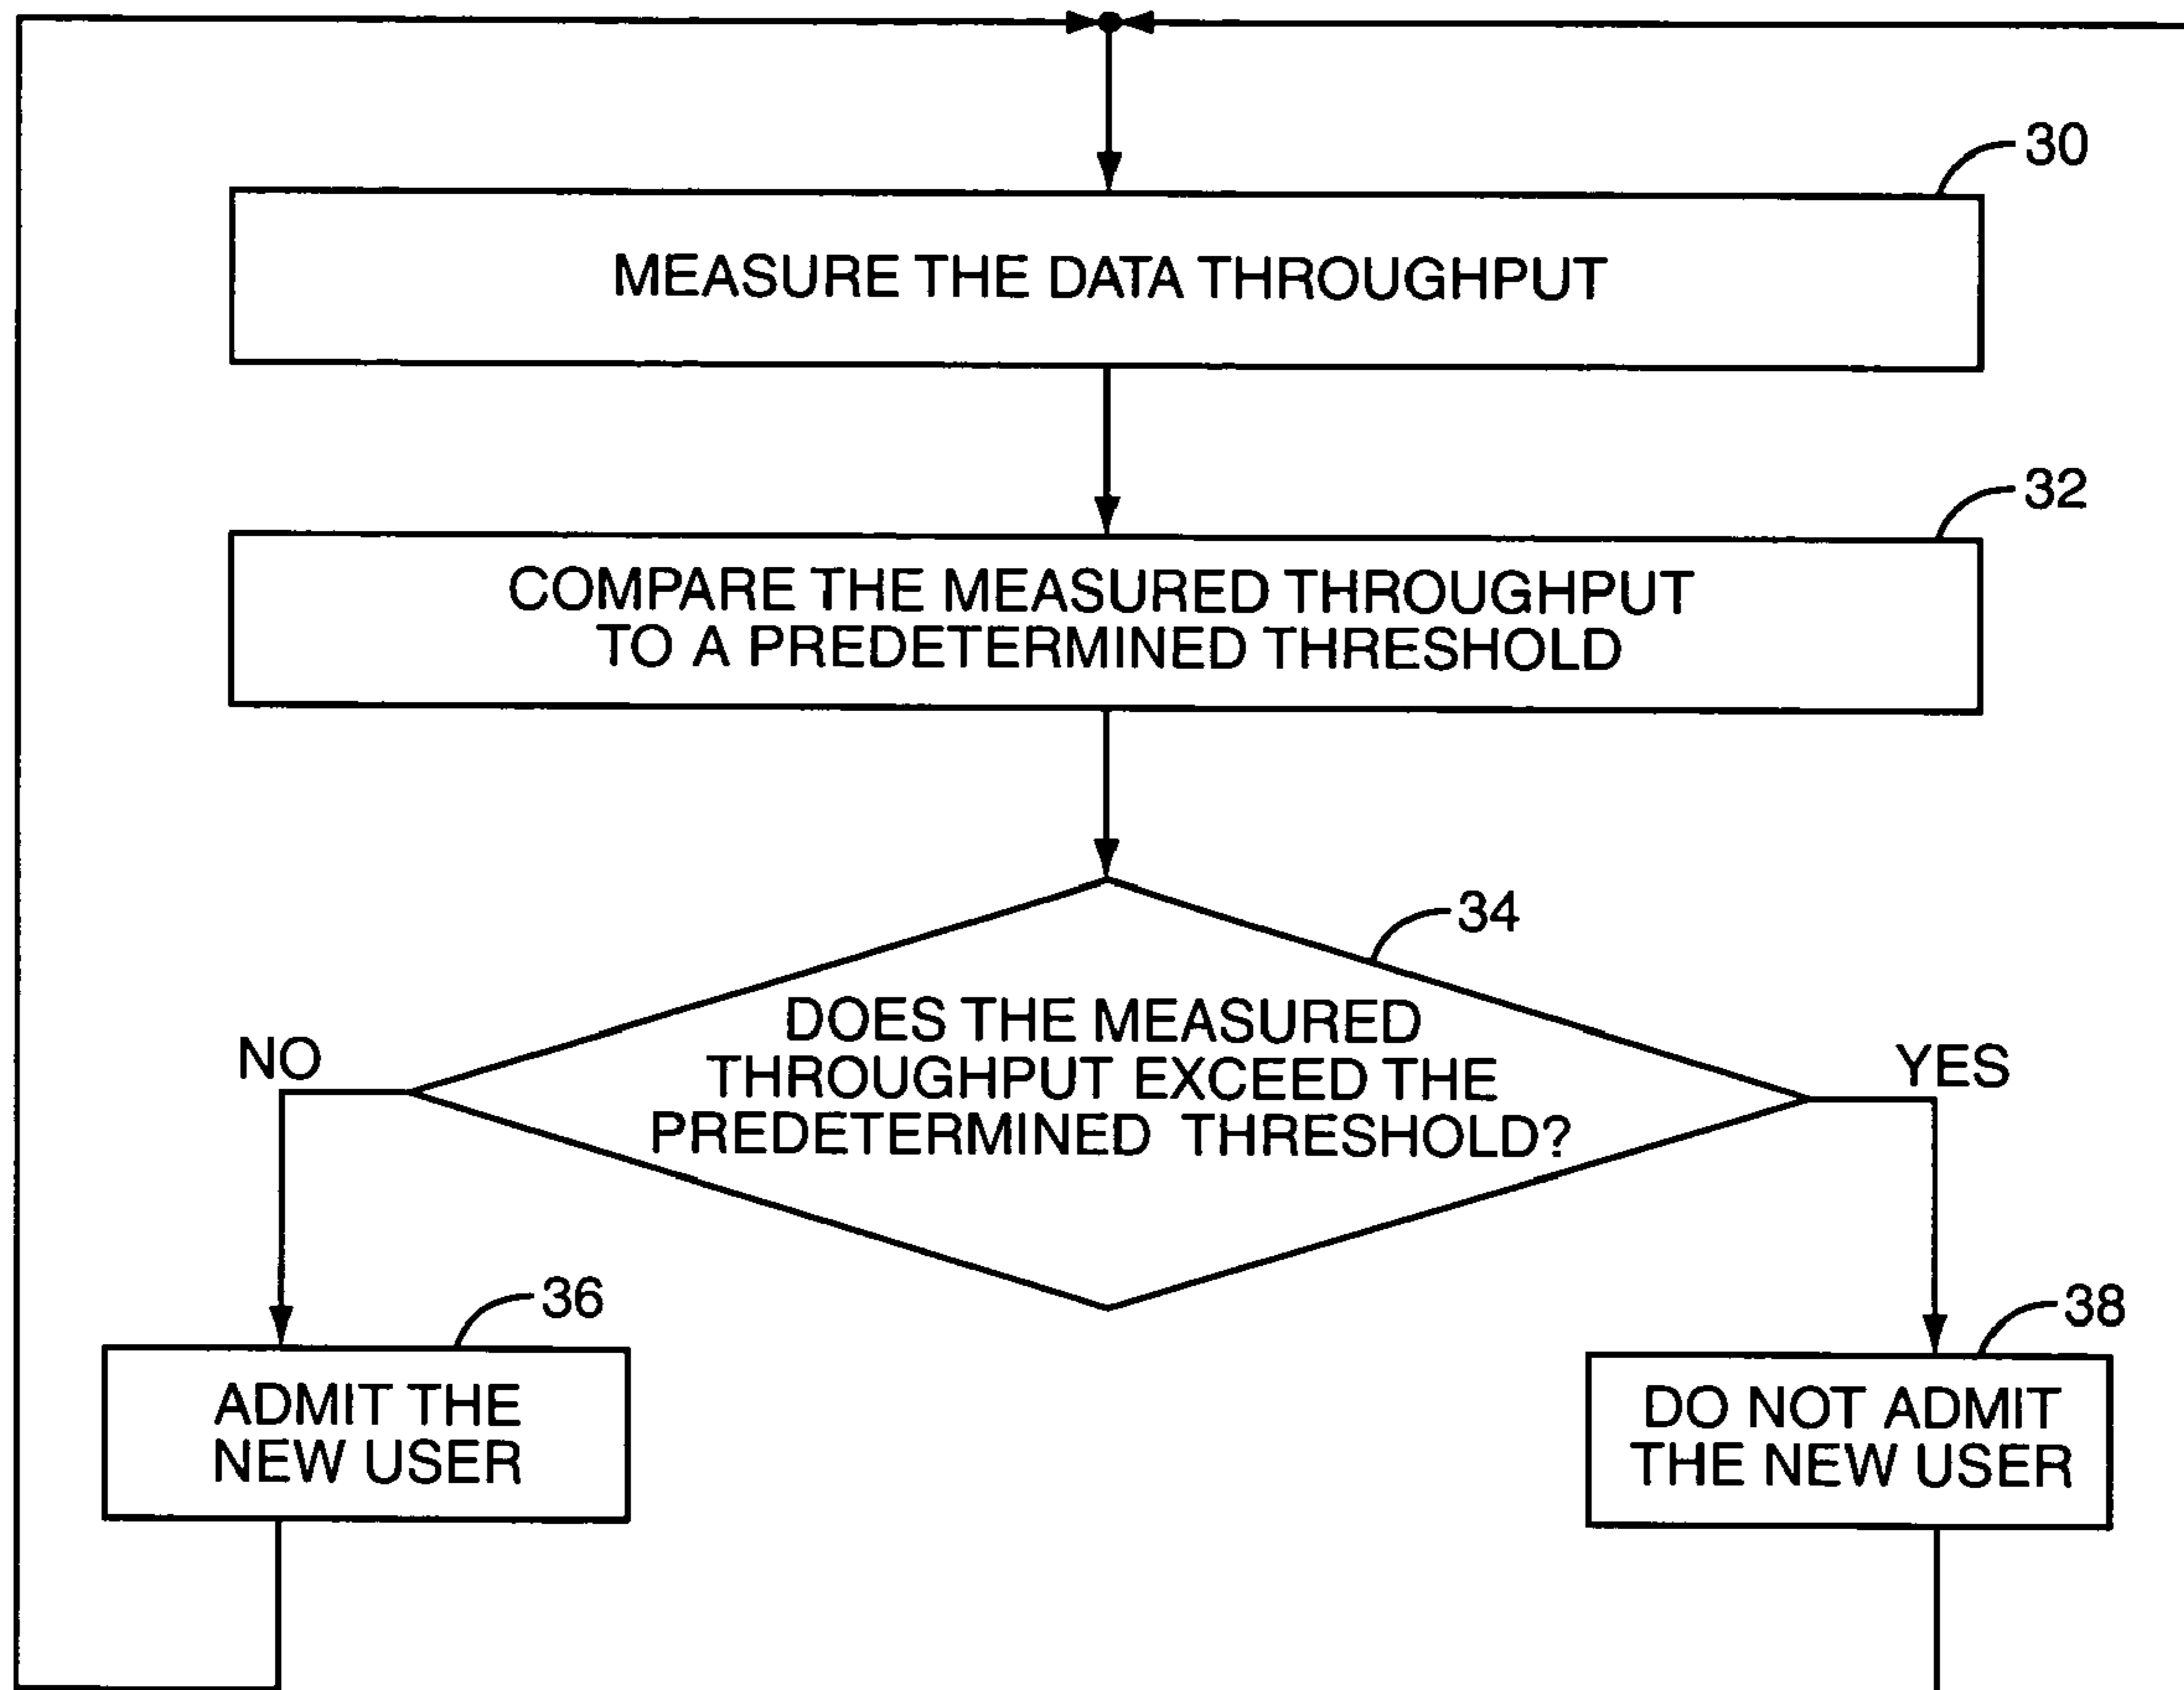 30
MEASURE THE DATA THROUGHPUT
32
COMPARE THE MEASURED THROUGHPUT
TO A PREDETERMINED THRESHOLD
34
DOES THE MEASURED
THROUGHPUT EXCEED THE
PREDETERMINED THRESHOLD?
NO
YES
36
ADMIT THE
NEW USER
38
DO NOT ADMIT
THE NEW USER